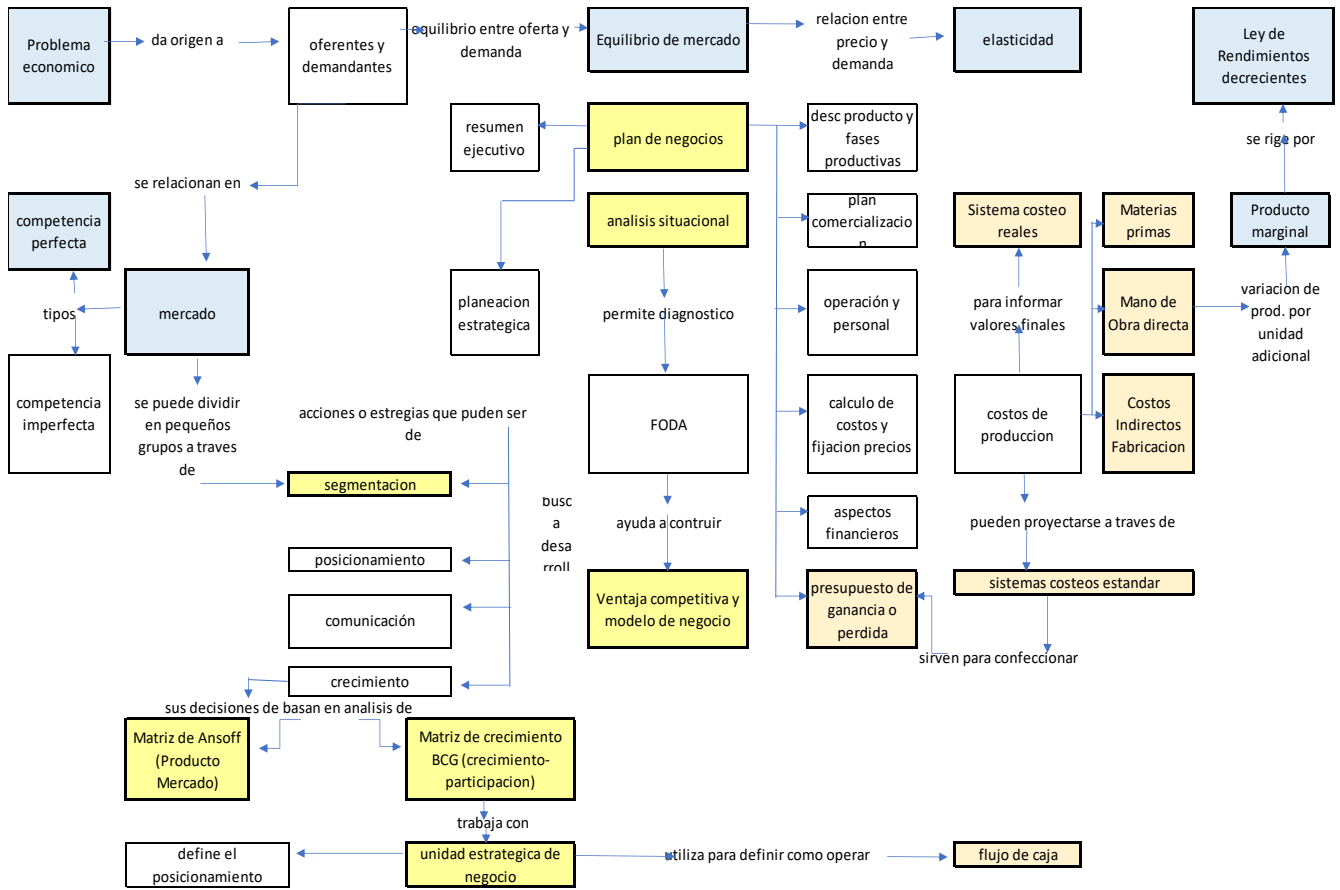 Problema
economico
da origen a
oferentes y
demandantes
equilibrio entre oferta y
demanda
Equilibrio de mercado
relacion entre
precio y
demanda
elasticidad
Ley de
Rendimientos
decrecientes
resumen
ejecutivo
plan de negocios
desc producto y
fases
productivas
se rige por
se relacionan en
competencia
perfecta
analisis situacional
plan
comercializacio
n
Sistema costeo
reales
Materias
primas
Producto
marginal
tipos
mercado
planeacion
estrategica
permite diagnostico
operación y
personal
para informar
valores finales
Mano de
Obra directa
variacion de
prod. por
unidad
adicional
competencia
imperfecta
se puede dividir
en pequeños
grupos a traves
de
acciones o estregias que puden ser
de
FODA
calculo de
costos y
fijacion precios
costos de
produccion
Costos
Indirectos
Fabricacion
segmentacion
busc
a
desa
rroll
ayuda a contruir
aspectos
financieros
pueden proyectarse a traves de
posicionamiento
comunicación
Ventaja competitiva y
modelo de negocio
presupuesto de
ganancia o
perdida
sistemas costeos estandar
sirven para confeccionar
crecimiento
sus decisiones de basan en analisis de
Matriz de Ansoff
(Producto
Mercado)
Matriz de crecimiento
BCG (crecimiento-
participacion)
trabaja con
define el
posicionamiento
unidad estrategica de
negocio
utiliza para definir como operar
flujo de caja